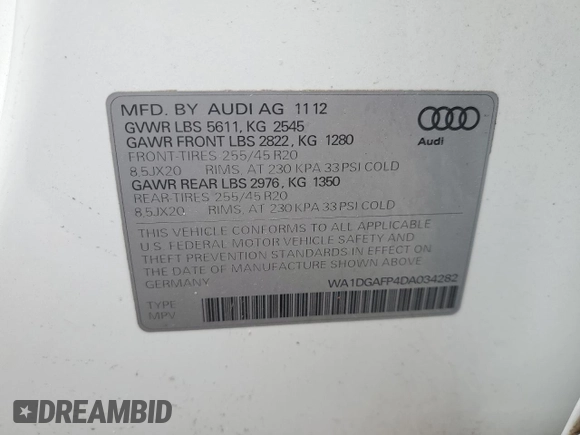 MFD. BY AUDI AG 11 12
GVWR LBS 5611, KG 2545
GAWR FRONT LBS 2822, KG 1280
FRONT-TIRES 255/45 R20
8.5JX20 RIMS, AT 230 KPA 33 PSI COLD
GAWR REAR LBS 2976, KG 1350
REAR-TIRES 255/45 R20
8.5JX20 RIMS, AT 230 KPA 33 PSI COLD
Audi
THIS VEHICLE CONFORMS TO ALL APPLICABLE
U.S. FEDERAL MOTOR VEHICLE SAFETY AND
THEFT PREVENTION STANDARDS IN EFFECT ON
THE DATE OF MANUFACTURE SHOWN ABOVE.
GERMANY WA1DGAFP4DA034282
TYPE
MPV
DREAMBID